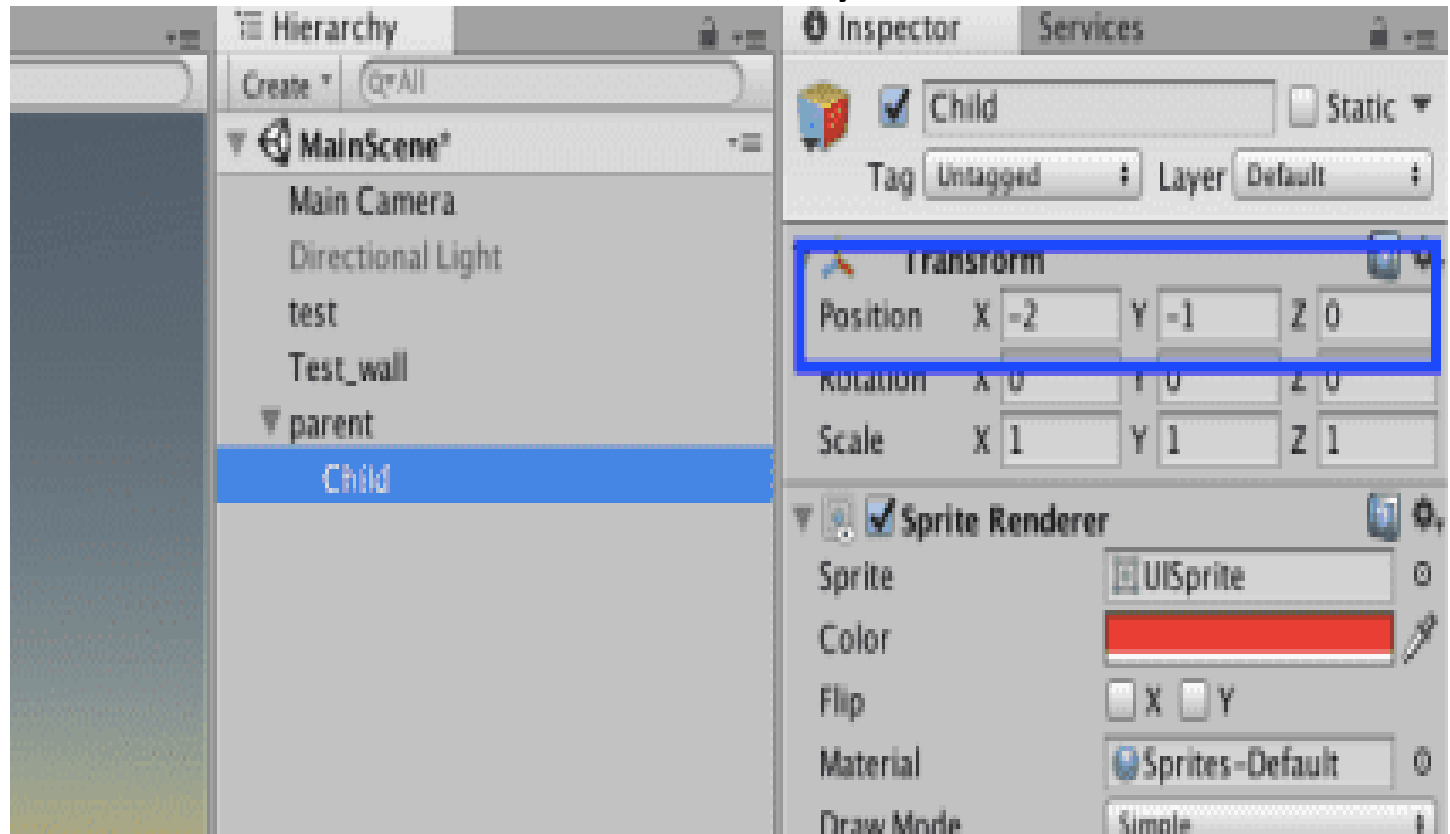 Hierarchy
Create
All
MainScene*
Main Camera
Directional Light
test
Test_wall
parent
Child
Inspector Services
Child Static
Tag Untagged Layer Default
Transform
Position X -2 Y -1 Z 0
Rotation X 0 Y 0 Z 0
Scale X 1 Y 1 Z 1
Sprite Renderer
Sprite UISprite
Color
Flip X Y
Material Sprites-Default
Draw Mode Simple